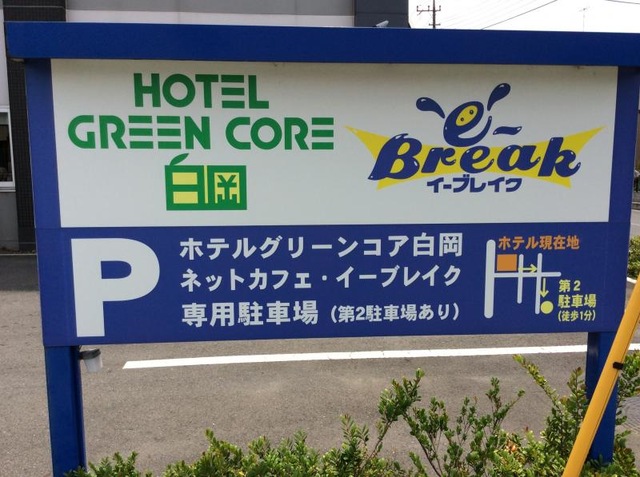 HOTEL
GREEN CORE
白岡
e-
Break
イーブレイク
P
ホテルグリーンコア白岡
ネットカフェ・イーブレイク
専用駐車場(第2駐車場あり)
ホテル現在地
第2
駐車場
(徒歩1分)